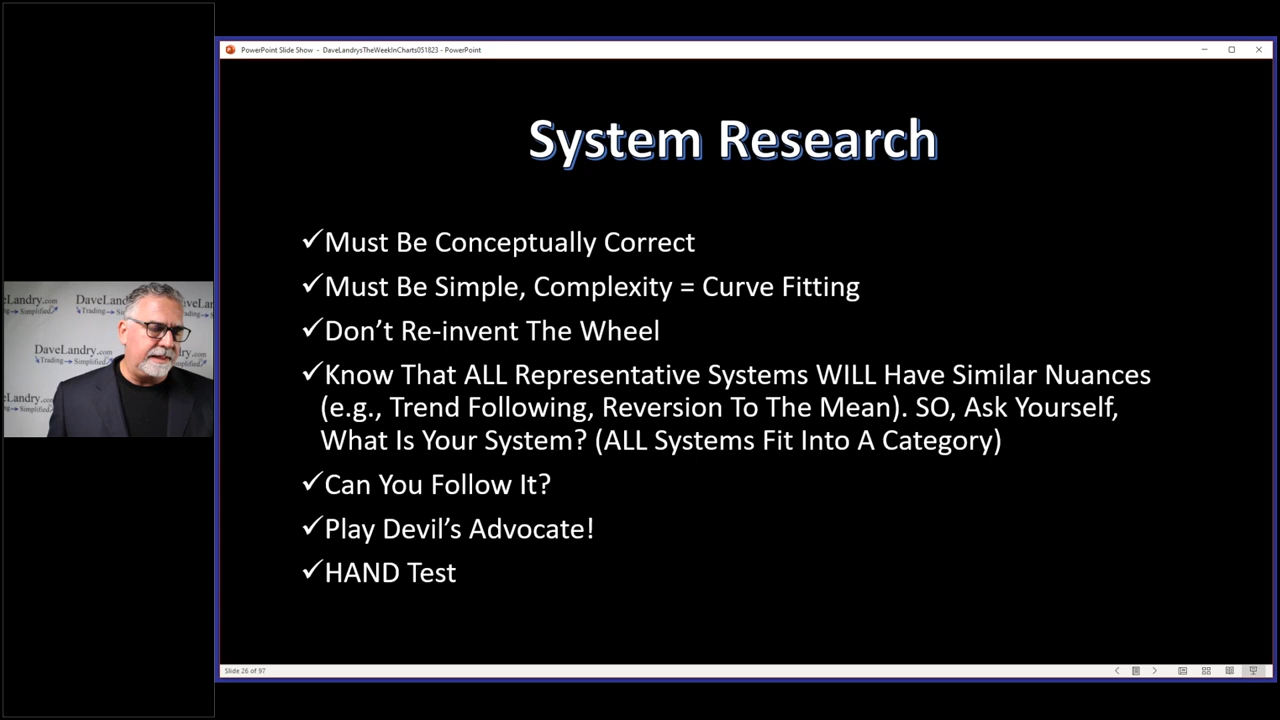 PowerPoint Slide Show - DaveLandrysTheWeekInCharts051823 - PowerPoint
System Research
✓Must Be Conceptually Correct
✓Must Be Simple, Complexity = Curve Fitting
✓Don’t Re-invent The Wheel
✓Know That ALL Representative Systems WILL Have Similar Nuances
(e.g., Trend Following, Reversion To The Mean). SO, Ask Yourself,
What Is Your System? (ALL Systems Fit Into A Category)
✓Can You Follow It?
✓Play Devil’s Advocate!
✓HAND Test
Slide 26 of 97
DaveLandry.com
Trading Simplified